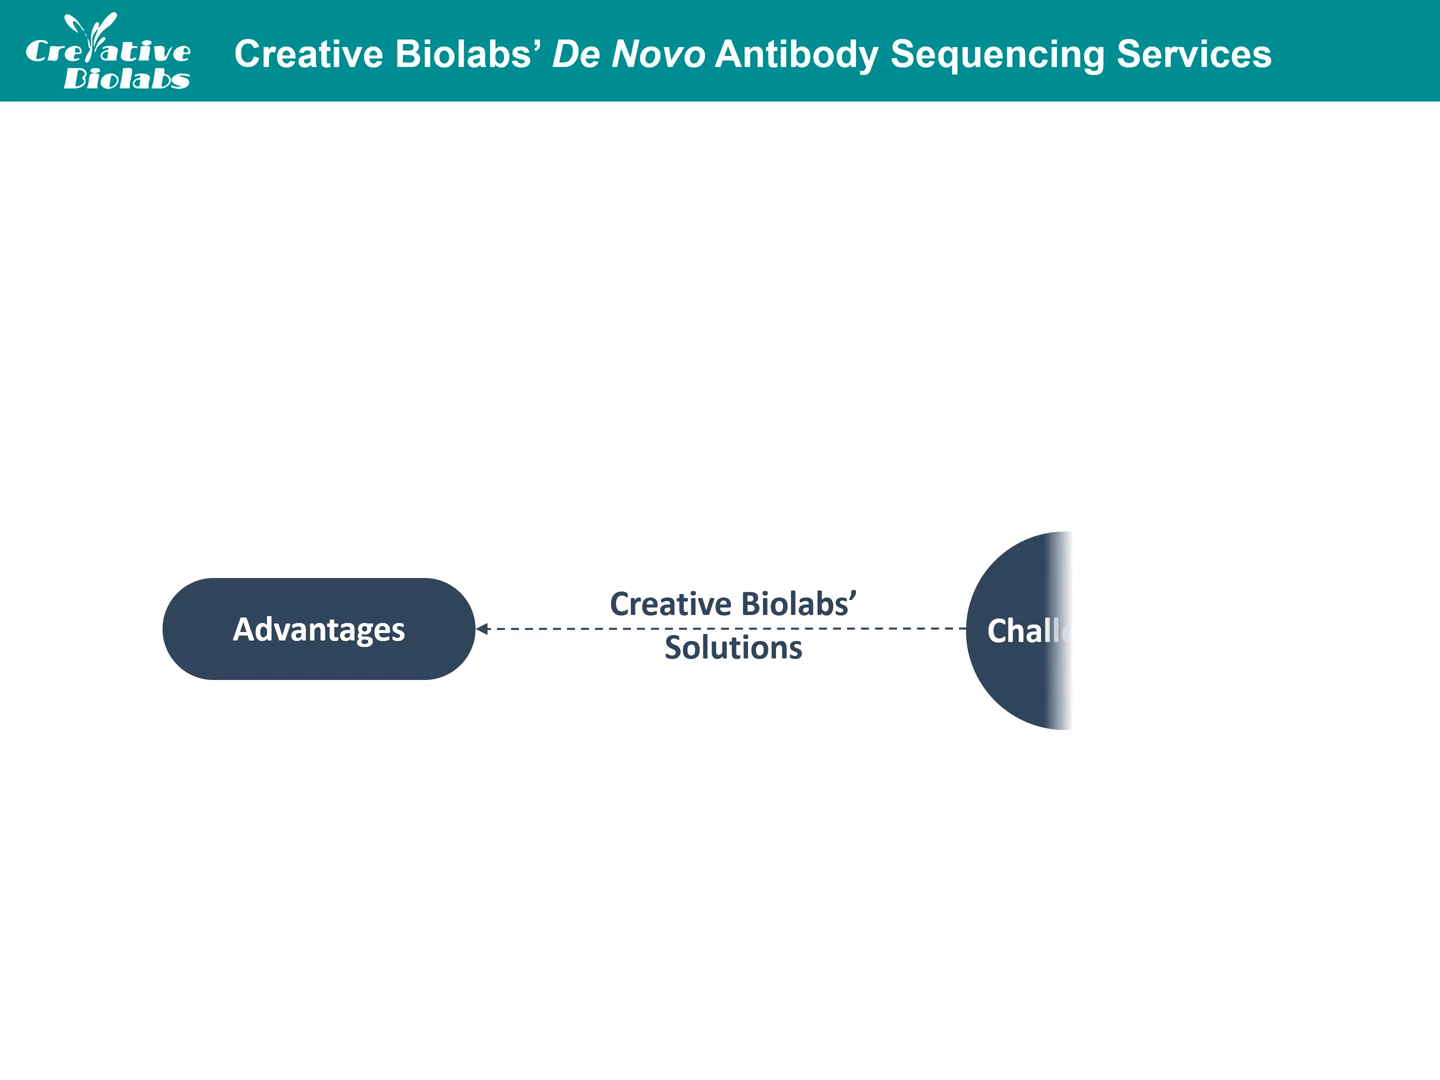 Creative
Biolabs
Creative Biolabs’ De Novo Antibody Sequencing Services
Advantages
Creative Biolabs’
Solutions